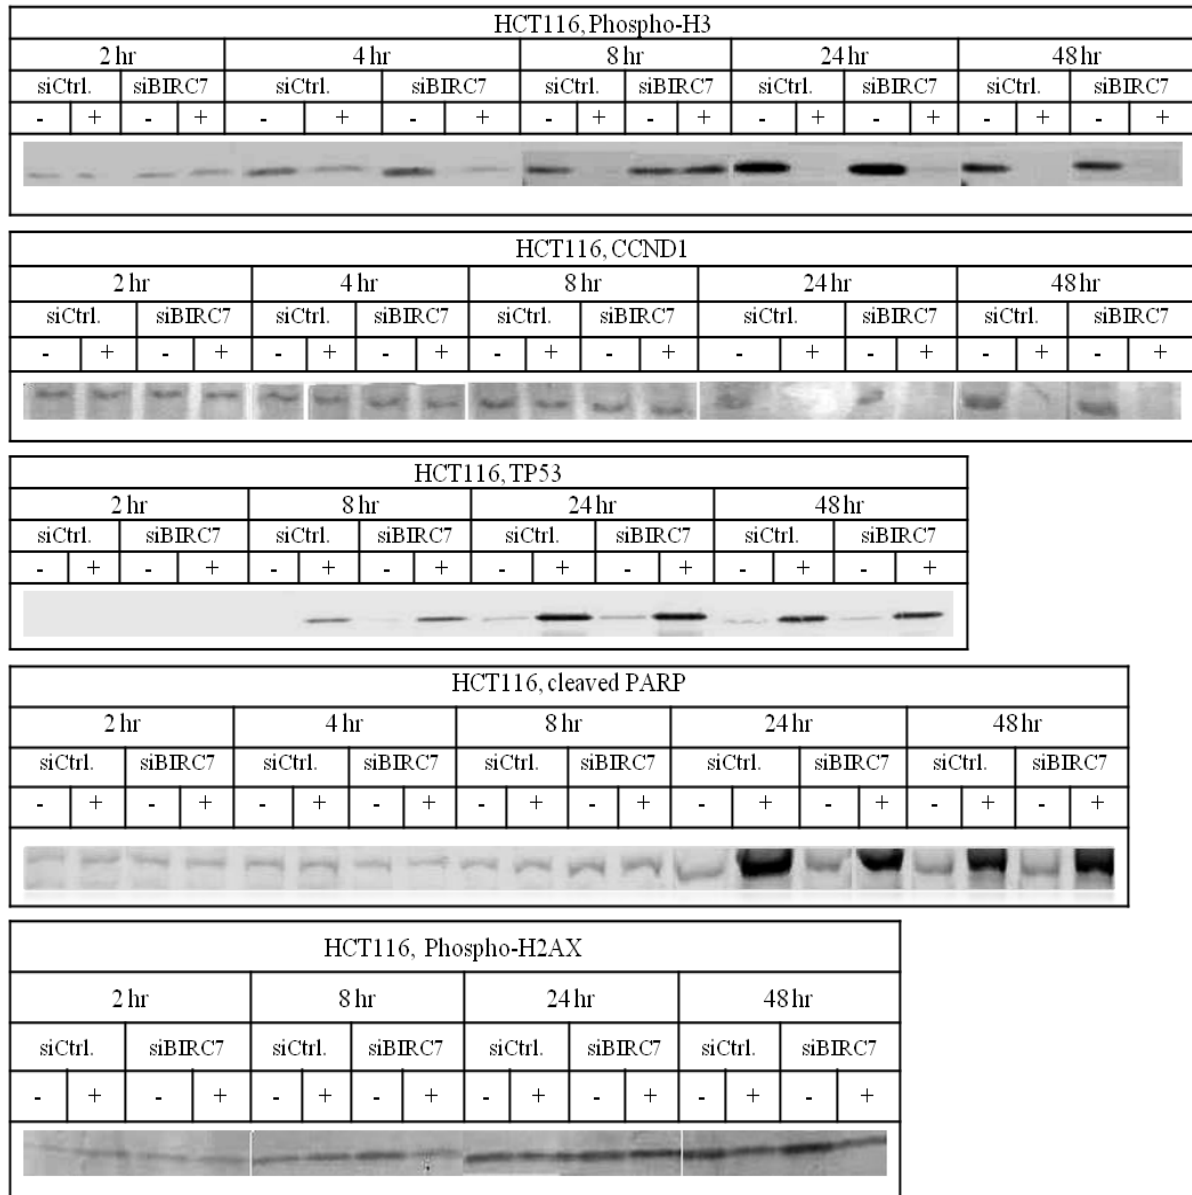 HCT116, Phospho-H3
2 hr 4 hr 8 hr 24 hr 48 hr
siCtrl. siBIRC7 siCtrl. siBIRC7 siCtrl. siBIRC7 siCtrl. siBIRC7 siCtrl. siBIRC7
- + - + - + - + - + - + - + - + - + - +
HCT116, CCND1
2 hr 4 hr 8 hr 24 hr 48 hr
siCtrl. siBIRC7 siCtrl. siBIRC7 siCtrl. siBIRC7 siCtrl. siBIRC7 siCtrl. siBIRC7
- + - + - + - + - + - + - + - + - + - +
HCT116, TP53
2 hr 8 hr 24 hr 48 hr
siCtrl. siBIRC7 siCtrl. siBIRC7 siCtrl. siBIRC7 siCtrl. siBIRC7
- + - + - + - + - + - + - + - +
HCT116, cleaved PARP
2 hr 4 hr 8 hr 24 hr 48 hr
siCtrl. siBIRC7 siCtrl. siBIRC7 siCtrl. siBIRC7 siCtrl. siBIRC7 siCtrl. siBIRC7
- + - + - + - + - + - + - + - + - + - +
HCT116, Phospho-H2AX
2 hr 8 hr 24 hr 48 hr
siCtrl. siBIRC7 siCtrl. siBIRC7 siCtrl. siBIRC7 siCtrl. siBIRC7
- + - + - + - + - + - + - + - +